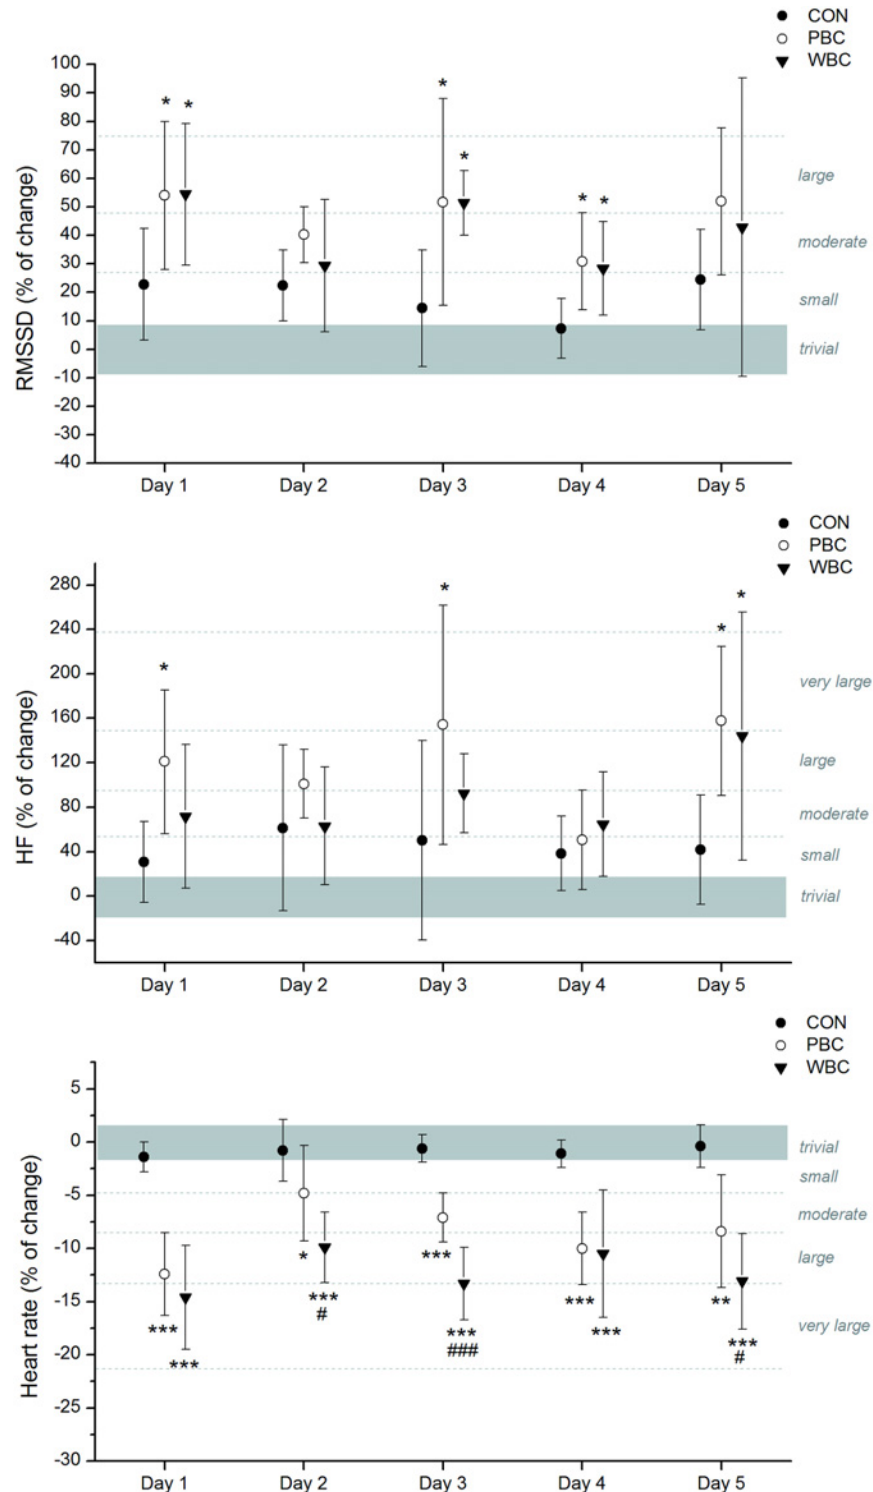 CON
PBC
WBC
RMSSD (% of change)
100
90
80
70
60
50
40
30
20
10
0
-10
-20
-30
-40
* *
*
*
* *
large
moderate
small
trivial
Day 1 Day 2 Day 3 Day 4 Day 5
CON
PBC
WBC
HF (% of change)
280
240
200
160
120
80
40
0
-40
*
*
*
*
very large
large
moderate
small
trivial
Day 1 Day 2 Day 3 Day 4 Day 5
CON
PBC
WBC
Heart rate (% of change)
5
0
-5
-10
-15
-20
-25
-30
trivial
small
moderate
large
very large
***
***
*
***
#
***
***
###
***
***
**
***
#
Day 1 Day 2 Day 3 Day 4 Day 5